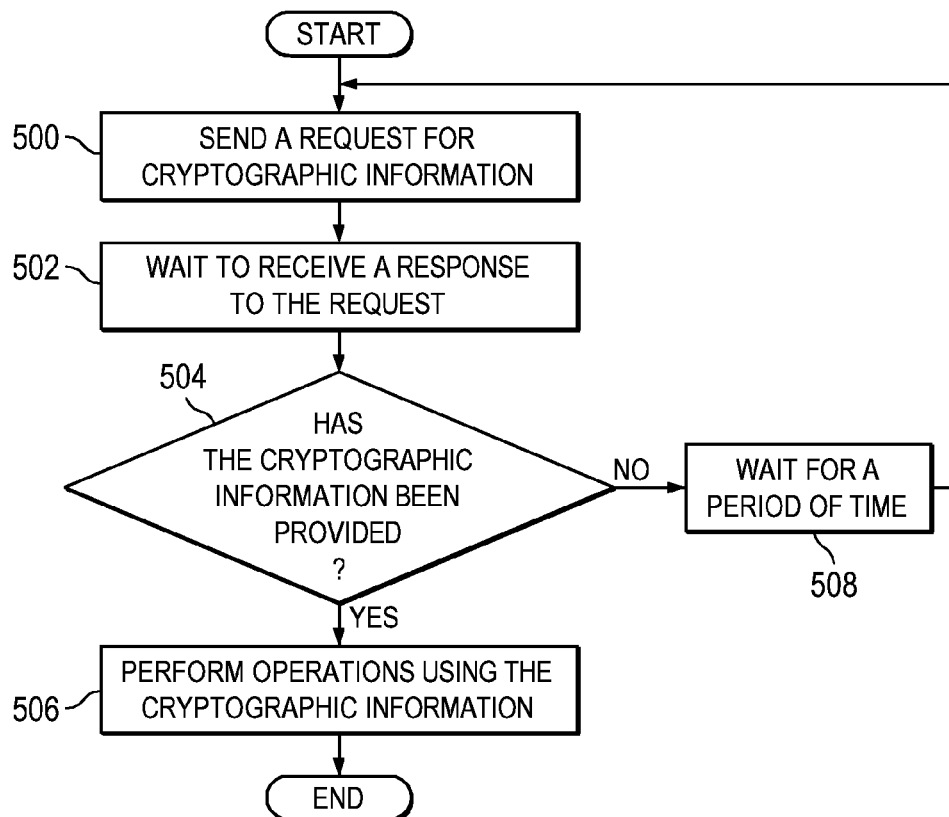 START
500
SEND A REQUEST FOR
CRYPTOGRAPHIC INFORMATION
502
WAIT TO RECEIVE A RESPONSE
TO THE REQUEST
504
HAS
THE CRYPTOGRAPHIC
INFORMATION BEEN
PROVIDED
?
NO
WAIT FOR A
PERIOD OF TIME
508
YES
506
PERFORM OPERATIONS USING THE
CRYPTOGRAPHIC INFORMATION
END